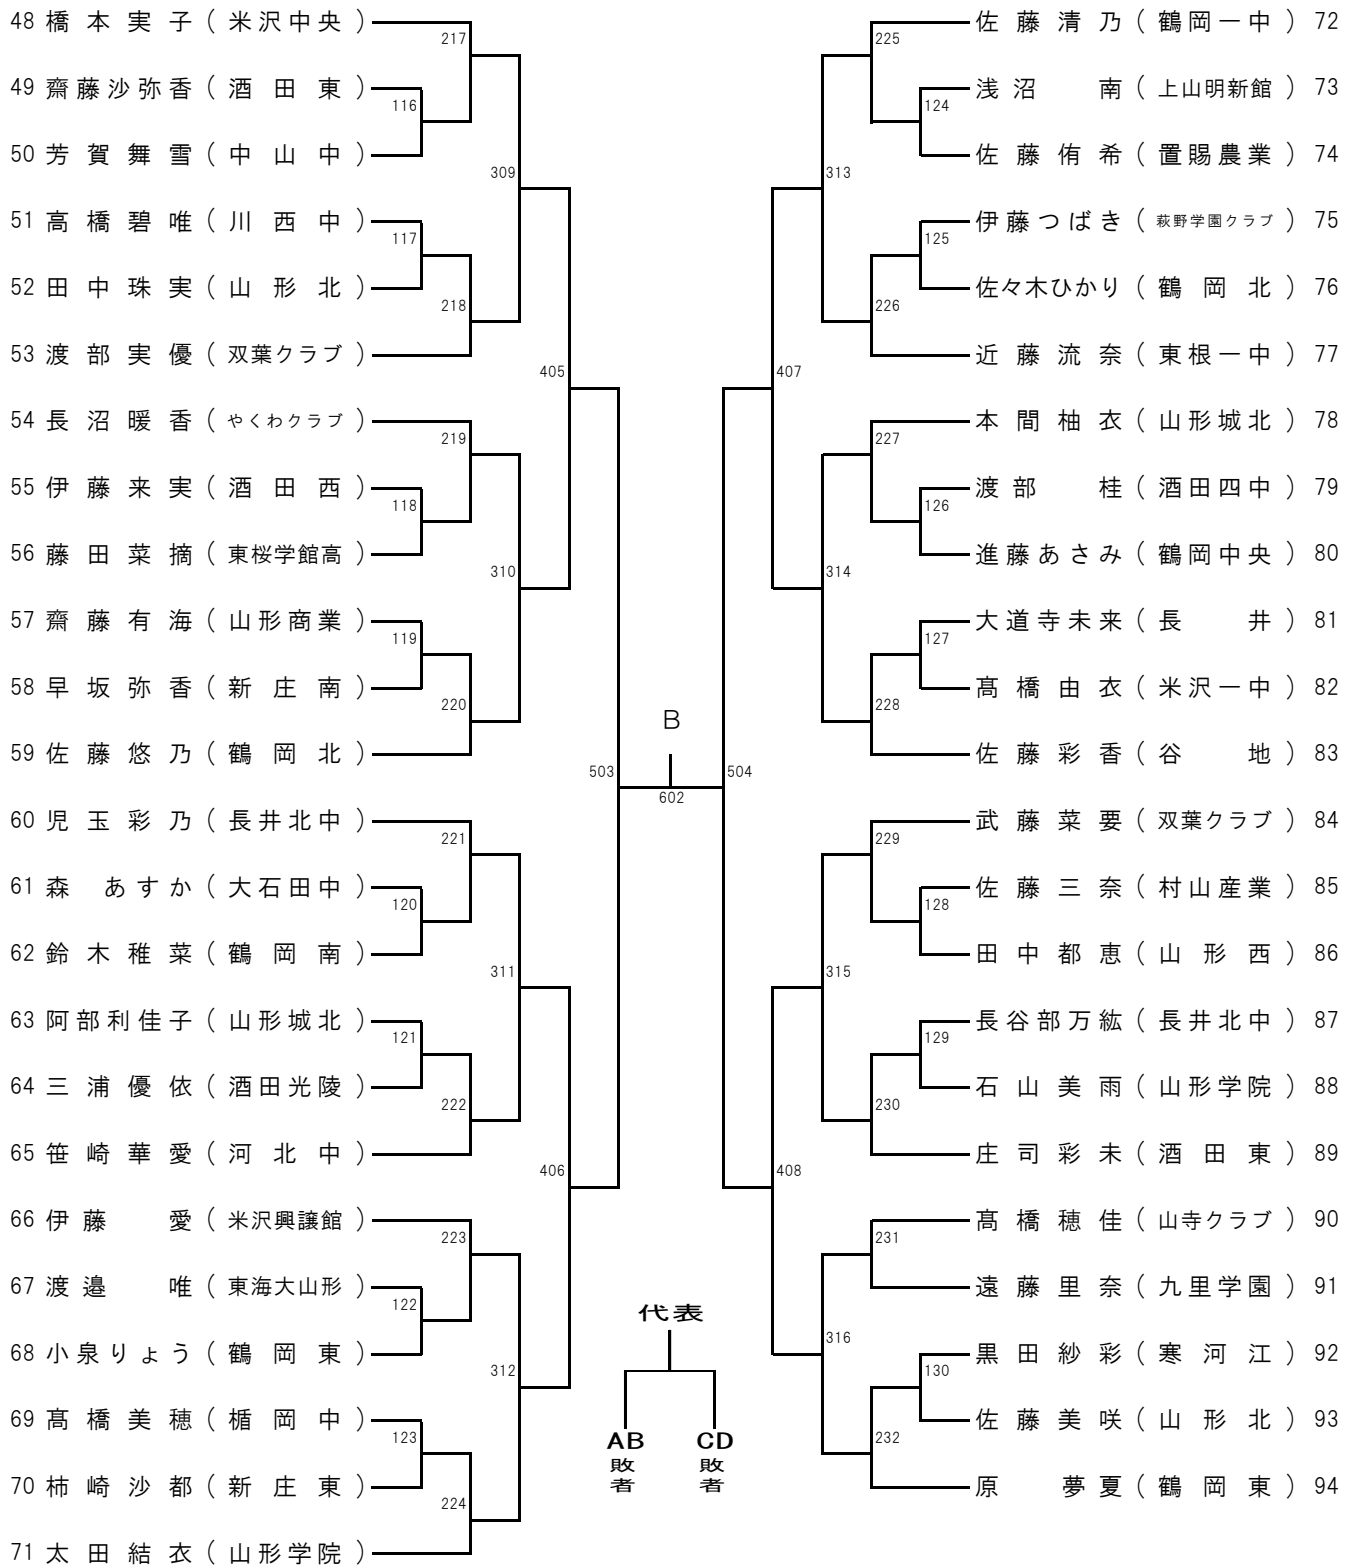 48 橋本実子 ( 米沢中央 )
217
49 齋藤沙弥香 ( 酒田東 )
116
50 芳賀舞雪 ( 中山中 )
309
51 高橋碧唯 ( 川西中 )
117
52 田中珠実 ( 山形北 )
218
53 渡部実優 ( 双葉クラブ )
405
54 長沼暖香 ( やくわクラブ )
219
55 伊藤来実 ( 酒田西 )
118
56 藤田菜摘 ( 東桜学館高 )
310
57 齋藤有海 ( 山形商業 )
119
58 早坂弥香 ( 新庄南 )
220
59 佐藤悠乃 ( 鶴岡北 )
503
60 児玉彩乃 ( 長井北中 )
221
61 森 あすか ( 大石田中 )
120
62 鈴木稚菜 ( 鶴岡南 )
311
63 阿部利佳子 ( 山形城北 )
121
64 三浦優依 ( 酒田光陵 )
222
65 笹崎華愛 ( 河北中 )
406
66 伊藤 愛 ( 米沢興譲館 )
223
67 渡邉 唯 ( 東海大山形 )
122
68 小泉りょう ( 鶴岡東 )
312
69 髙橋美穂 ( 楯岡中 )
123
70 柿崎沙都 ( 新庄東 )
224
71 太田結衣 ( 山形学院 )
B
602
代表
AB
敗
者
CD
敗
者
佐藤清乃 ( 鶴岡一中 ) 72
225
浅沼 南 ( 上山明新館 ) 73
124
佐藤侑希 ( 置賜農業 ) 74
313
伊藤つばき ( 萩野学園クラブ ) 75
125
佐々木ひかり ( 鶴岡北 ) 76
226
近藤流奈 ( 東根一中 ) 77
407
本間柚衣 ( 山形城北 ) 78
227
渡部 桂 ( 酒田四中 ) 79
126
進藤あさみ ( 鶴岡中央 ) 80
314
大道寺未来 ( 長井 ) 81
127
髙橋由衣 ( 米沢一中 ) 82
228
佐藤彩香 ( 谷地 ) 83
504
武藤菜要 ( 双葉クラブ ) 84
229
佐藤三奈 ( 村山産業 ) 85
128
田中都恵 ( 山形西 ) 86
315
長谷部万紘 ( 長井北中 ) 87
129
石山美雨 ( 山形学院 ) 88
230
庄司彩未 ( 酒田東 ) 89
408
髙橋穂佳 ( 山寺クラブ ) 90
231
遠藤里奈 ( 九里学園 ) 91
316
黒田紗彩 ( 寒河江 ) 92
130
佐藤美咲 ( 山形北 ) 93
232
原 夢夏 ( 鶴岡東 ) 94